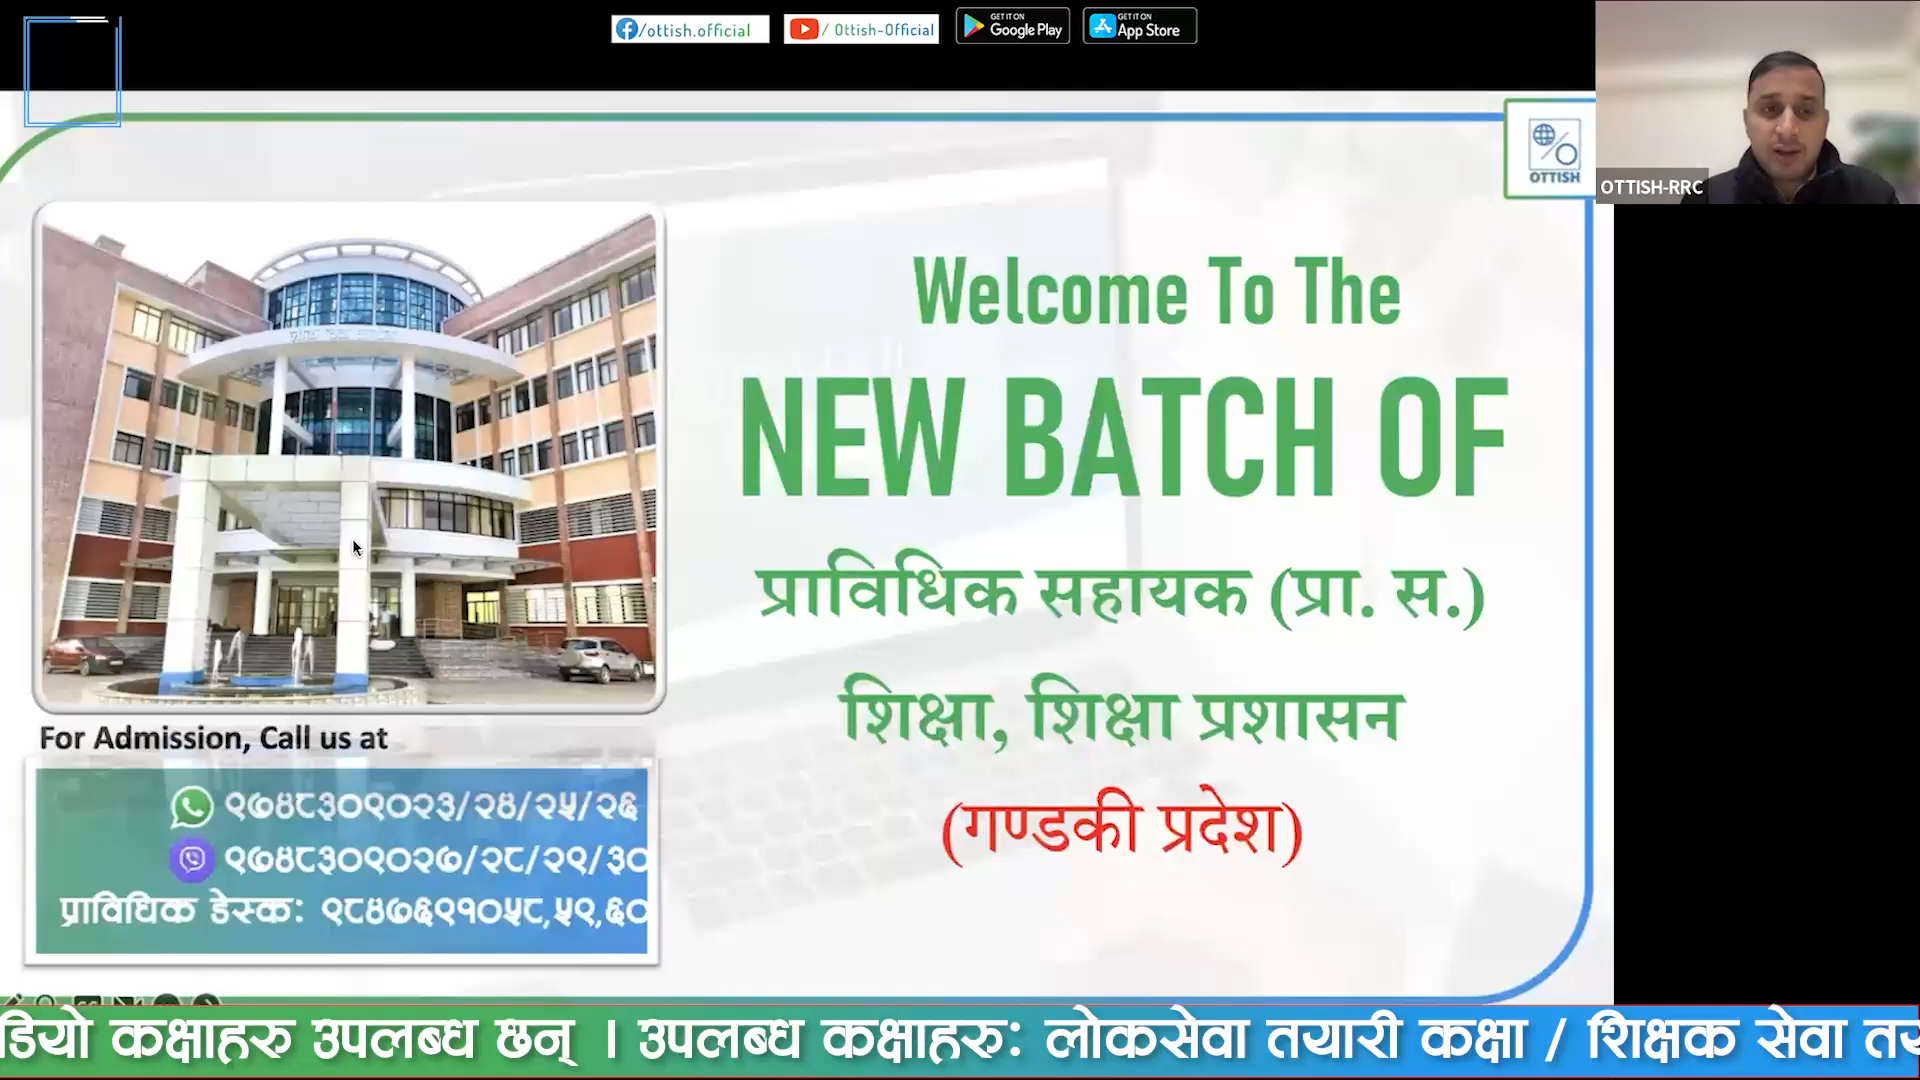 /ottish.official
/ Ottish-Official
GET IT ON
Google Play
GET IT ON
App Store
OTTISH
OTTISH-RRC
Welcome To The
NEW BATCH OF
प्राविधिक सहायक (प्रा. स.)
शिक्षा, शिक्षा प्रशासन
(गण्डकी प्रदेश)
For Admission, Call us at
९७४८३०९०२३/२४/२५/२६
९७४८३०९०२७/२८/२९/३०
प्राविधिक डेस्क: ९८४७६९१०५८,५९,६०
डियो कक्षाहरु उपलब्ध छन् । उपलब्ध कक्षाहरु: लोकसेवा तयारी कक्षा / शिक्षक सेवा